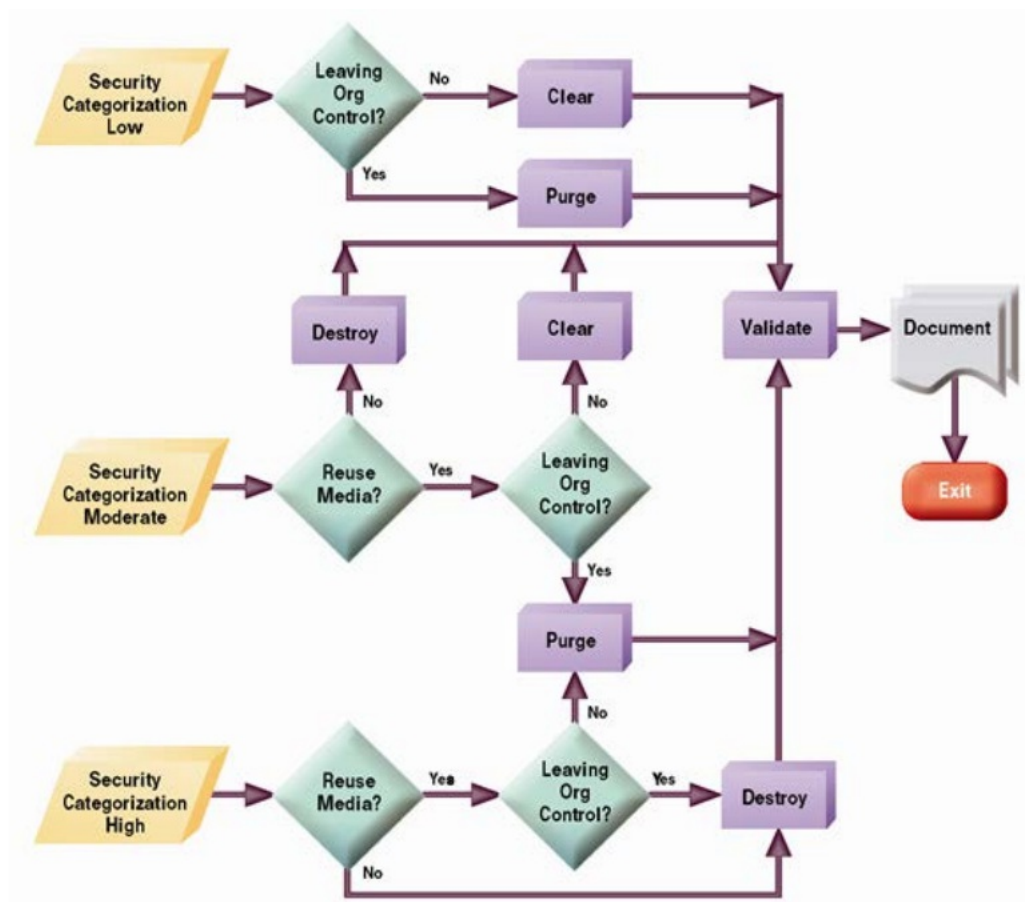 Security
Categorization
Low
Leaving
Org
Control?
No
Clear
Yes
Purge
Destroy
Clear
Validate
Document
No
No
Security
Categorization
Moderate
Reuse
Media?
Yes
Leaving
Org
Control?
Exit
Yes
Purge
No
Security
Categorization
High
Reuse
Media?
Yes
Leaving
Org
Control?
Yes
Destroy
No